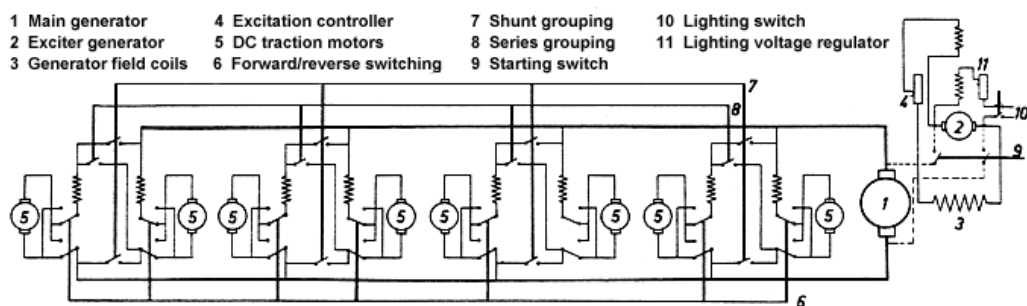 1 Main generator 4 Excitation controller 7 Shunt grouping 10 Lighting switch
2 Exciter generator 5 DC traction motors 8 Series grouping 11 Lighting voltage regulator
3 Generator field coils 6 Forward/reverse switching 9 Starting switch
7
11
8
4
10
2
9
5 5 5 5 5 5 5 5
1
3
6